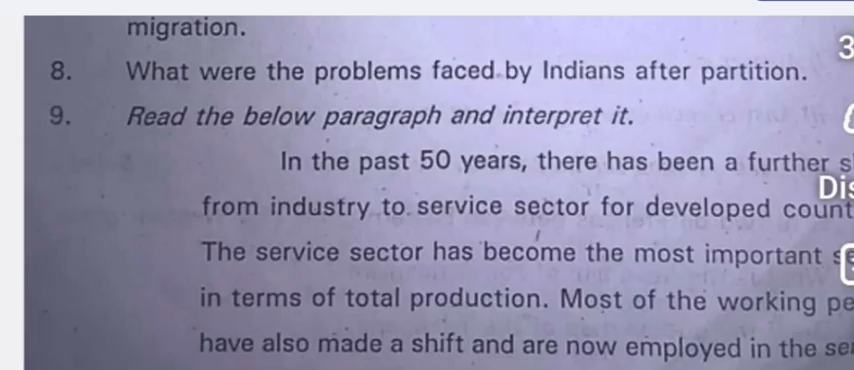 migration.
8. What were the problems faced by Indians after partition.
9. Read the below paragraph and interpret it.
In the past 50 years, there has been a further
from industry to service sector for developed
The service sector has become the most important
in terms of total production. Most of the working
have also made a shift and are now employed in the
3